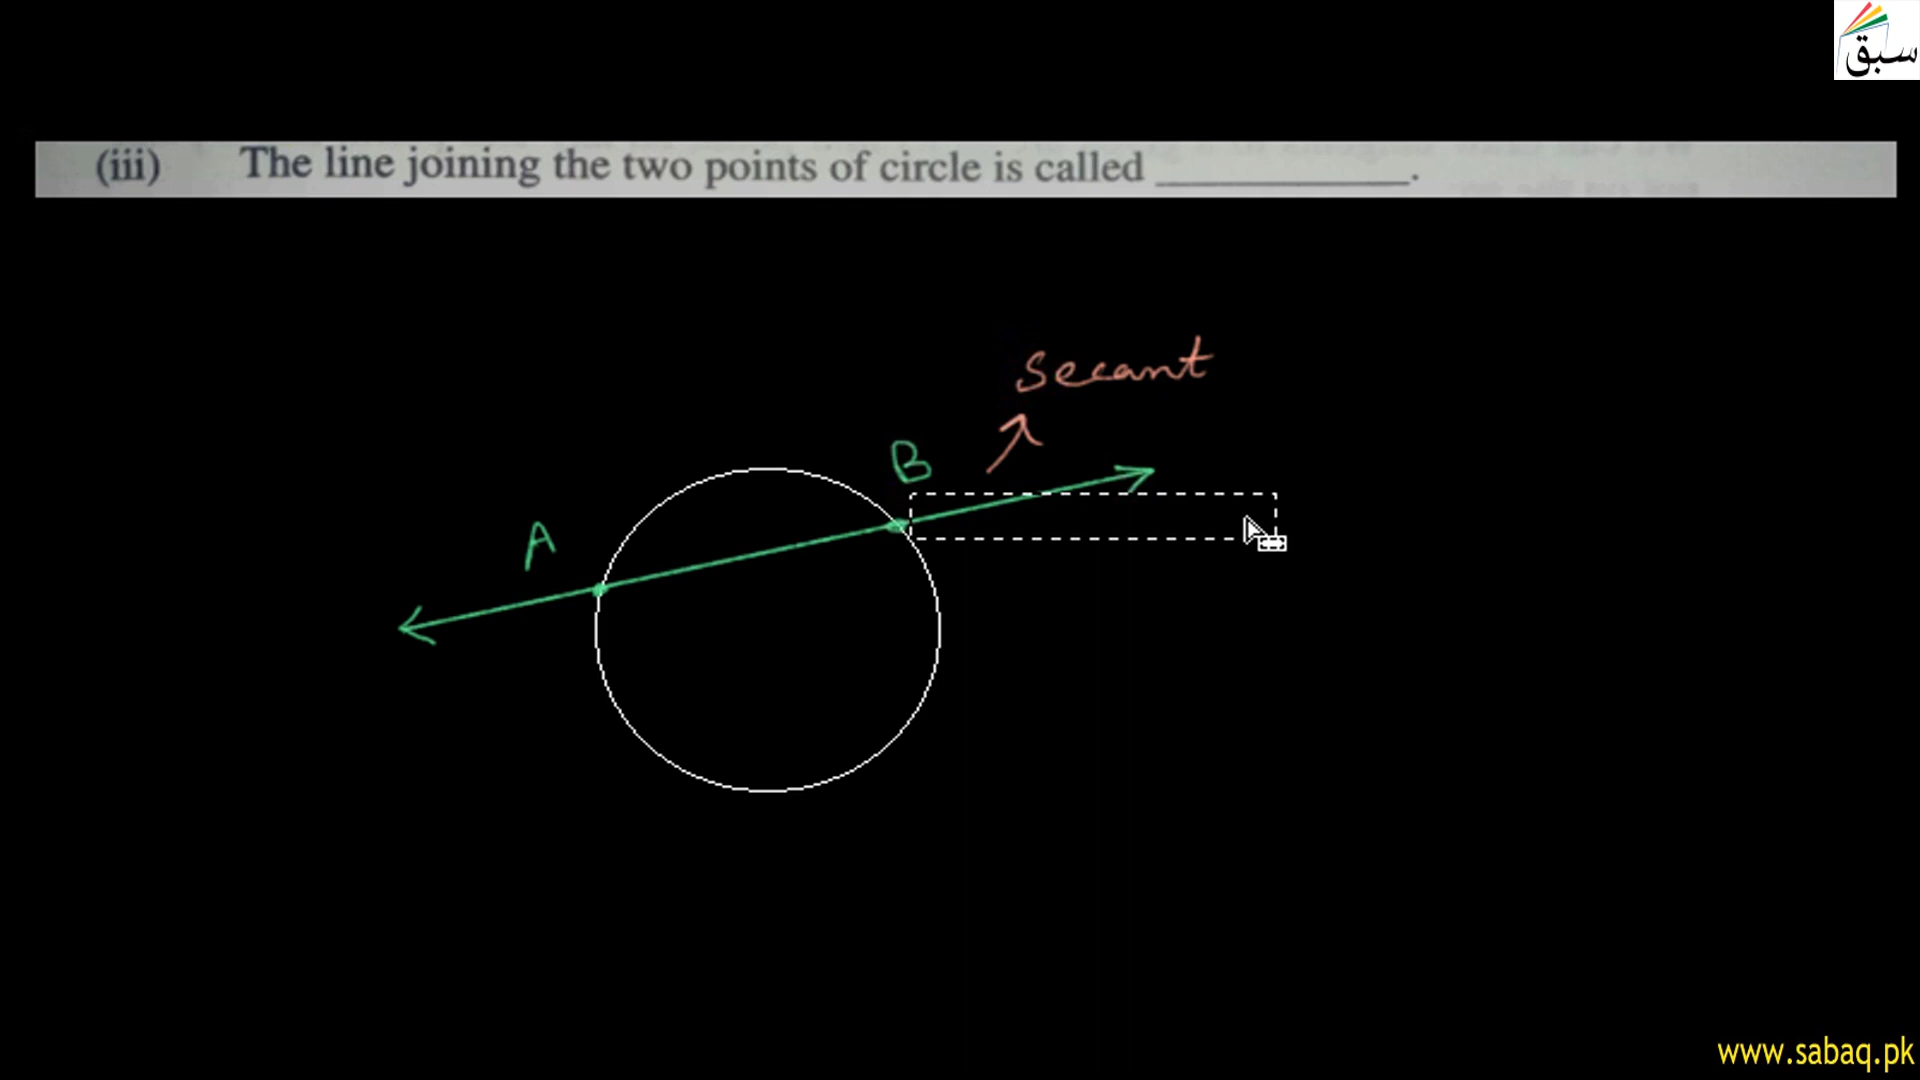 سبق
(iii) The line joining the two points of circle is called ____________.
secant
B
A
www.sabaq.pk